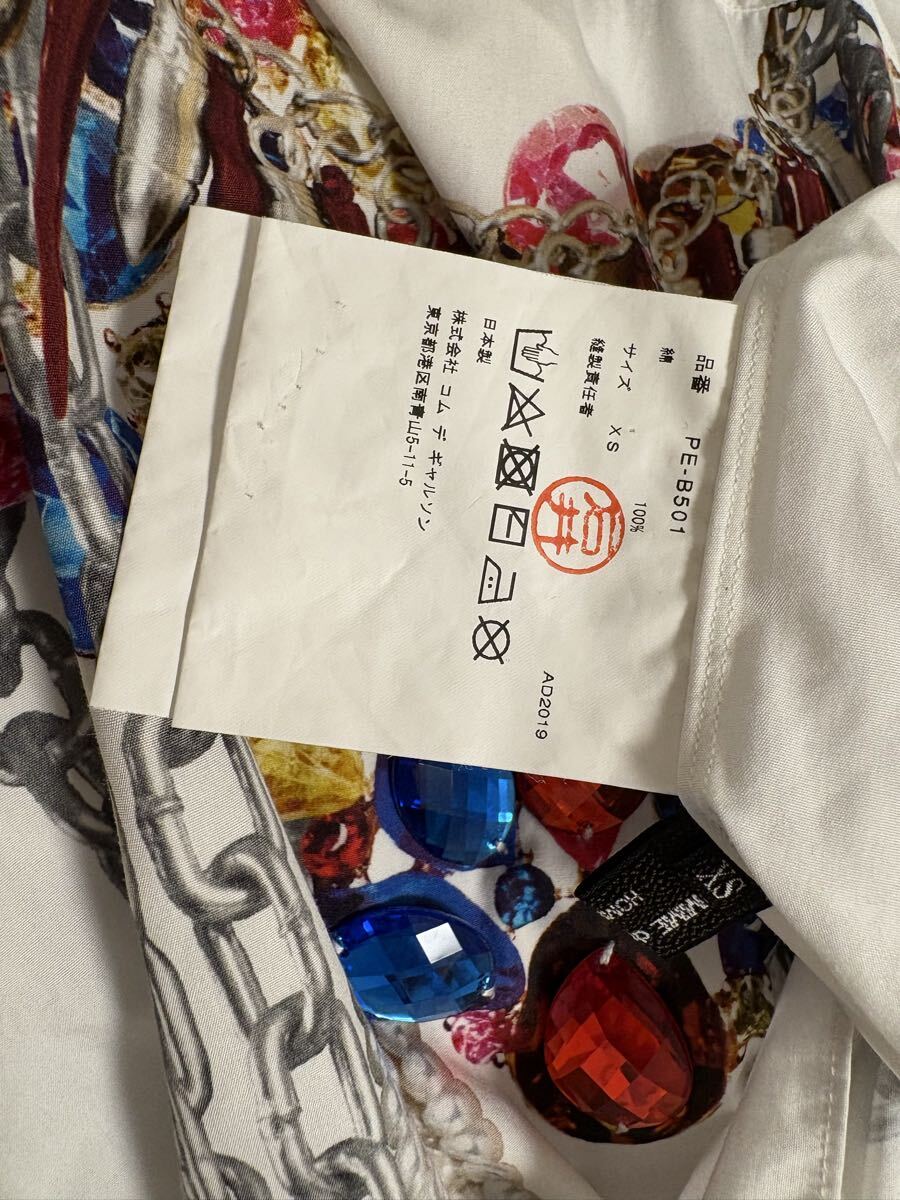 品番 PE-B501
綿 100%
サイズ XS
縫製責任者
石井
AD2019
日本製
株式会社 コム デ ギャルソン
東京都港区南青山5-11-5
XS
HOM